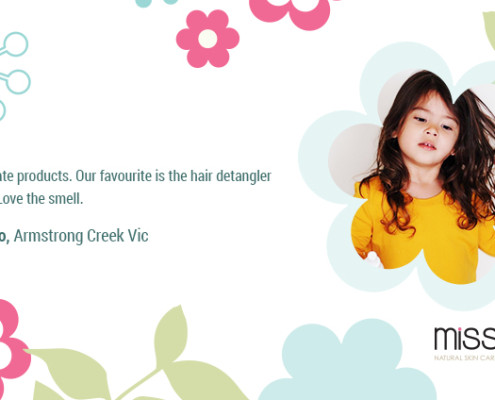 ate products. Our favourite is the hair detangler
Love the smell.
o, Armstrong Creek Vic
miss
NATURAL SKIN CAR